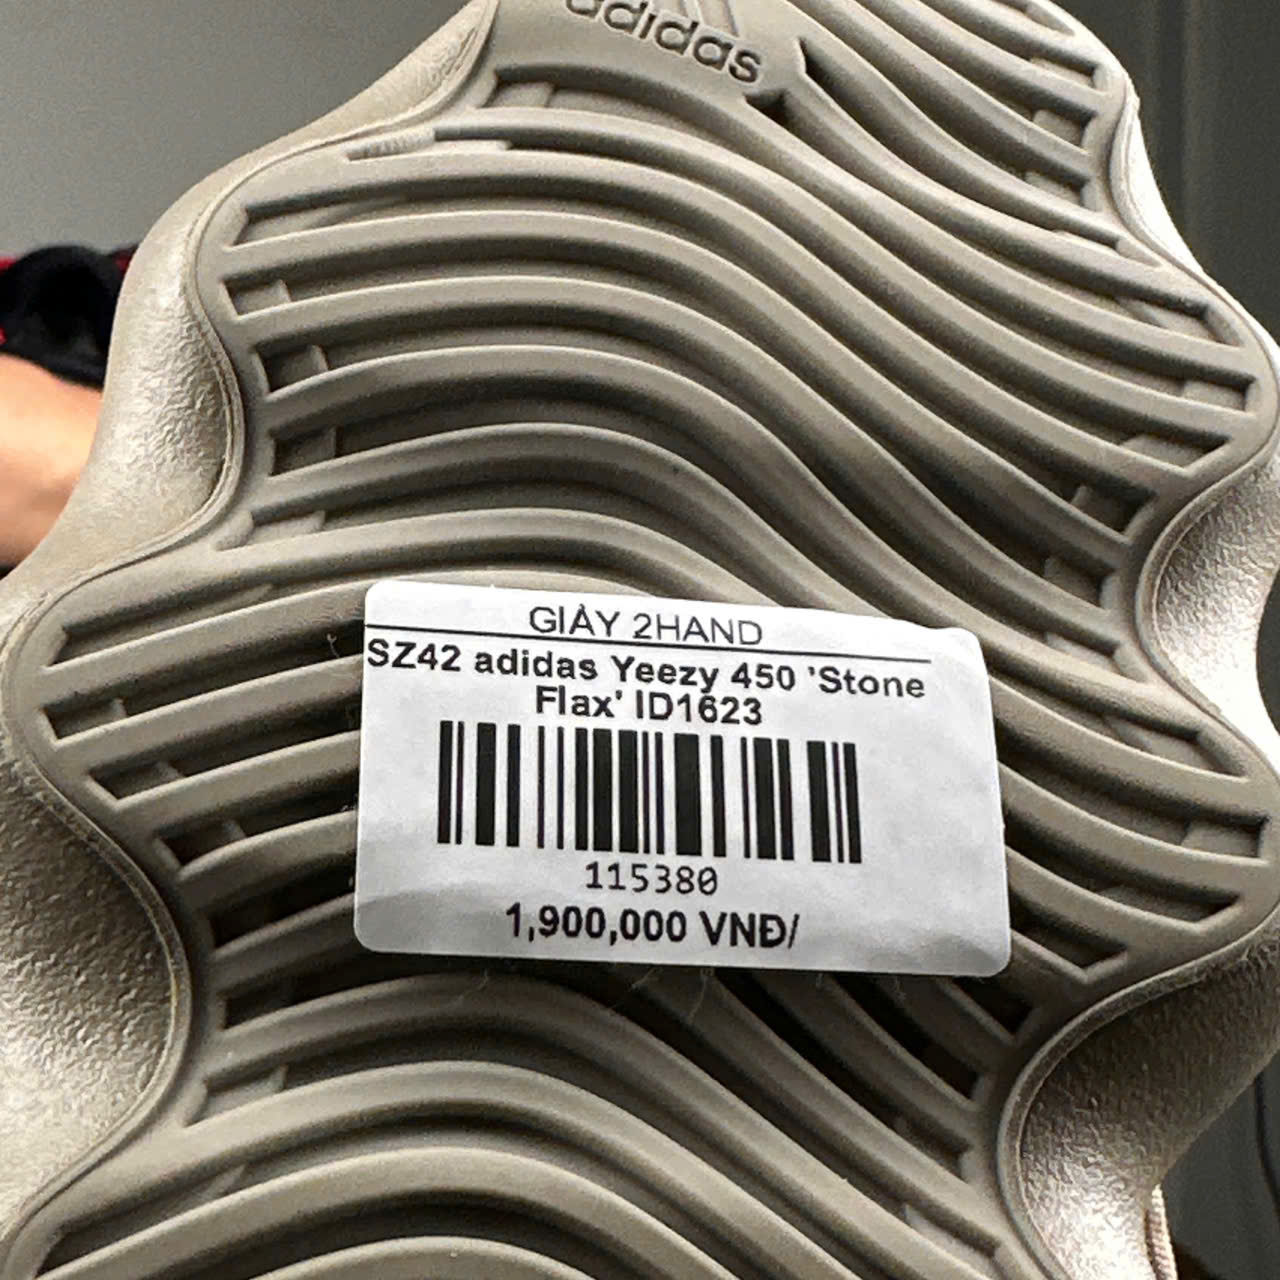 adidas
GIÀY 2HAND
SZ42 adidas Yeezy 450 'Stone
Flax' ID1623
115380
1,900,000 VNĐ/